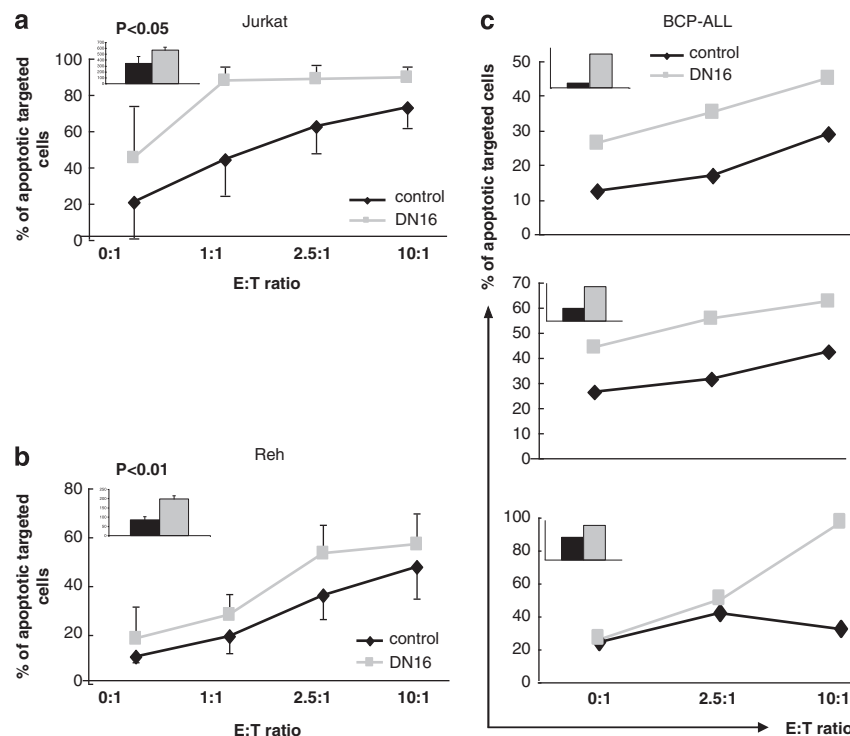 a
Jurkat
P<0.05
% of apoptotic targeted
cells
100
80
60
40
20
0
control
DN16
0:1
1:1
2.5:1
10:1
E:T ratio
b
Reh
P<0.01
% of apoptotic targeted
cells
80
60
40
20
0
control
DN16
0:1
1:1
2.5:1
10:1
E:T ratio
c
BCP-ALL
% of apoptotic targeted cells
control
DN16
50
40
30
20
10
0
70
60
50
40
30
20
10
0
100
80
60
40
20
0
0:1
2.5:1
10:1
E:T ratio